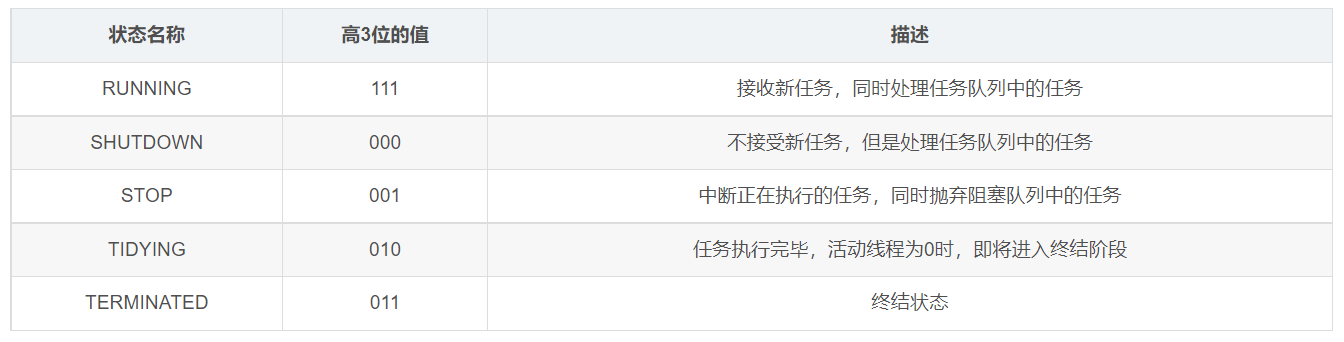 状态名称 高3位的值 描述
RUNNING 111 接收新任务，同时处理任务队列中的任务
SHUTDOWN 000 不接受新任务，但是处理任务队列中的任务
STOP 001 中断正在执行的任务，同时抛弃阻塞队列中的任务
TIDYING 010 任务执行完毕，活动线程为0时，即将进入终结阶段
TERMINATED 011 终结状态